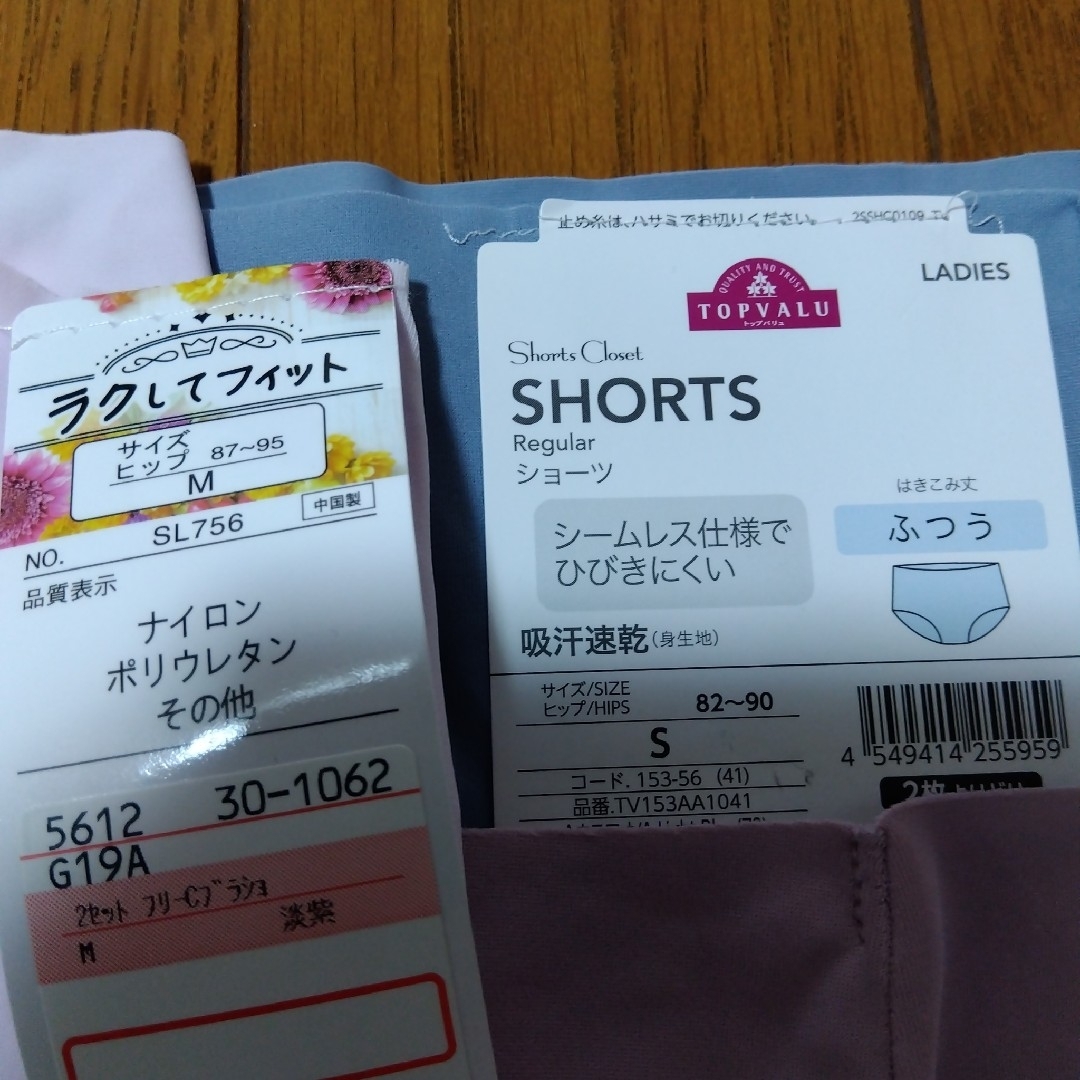 ラクしてフィット
サイズ
ヒップ 87~95
M
中国製
NO. SL756
品質表示
ナイロン
ポリウレタン
その他
5612 30-1062
G19A
2セット フリーCブラショ
M 淡紫
止め糸は、ハサミでお切りください。
QUALITY AND TRUST
TOPVALU
トップバリュ
LADIES
Shorts Closet
SHORTS
Regular
ショーツ
シームレス仕様で
ひびきにくい
吸汗速乾(身生地)
はきこみ丈
ふつう
サイズ/SIZE
ヒップ/HIPS 82~90
S
コード. 153-56 (41)
品番.TV153AA1041
4 549414 255959